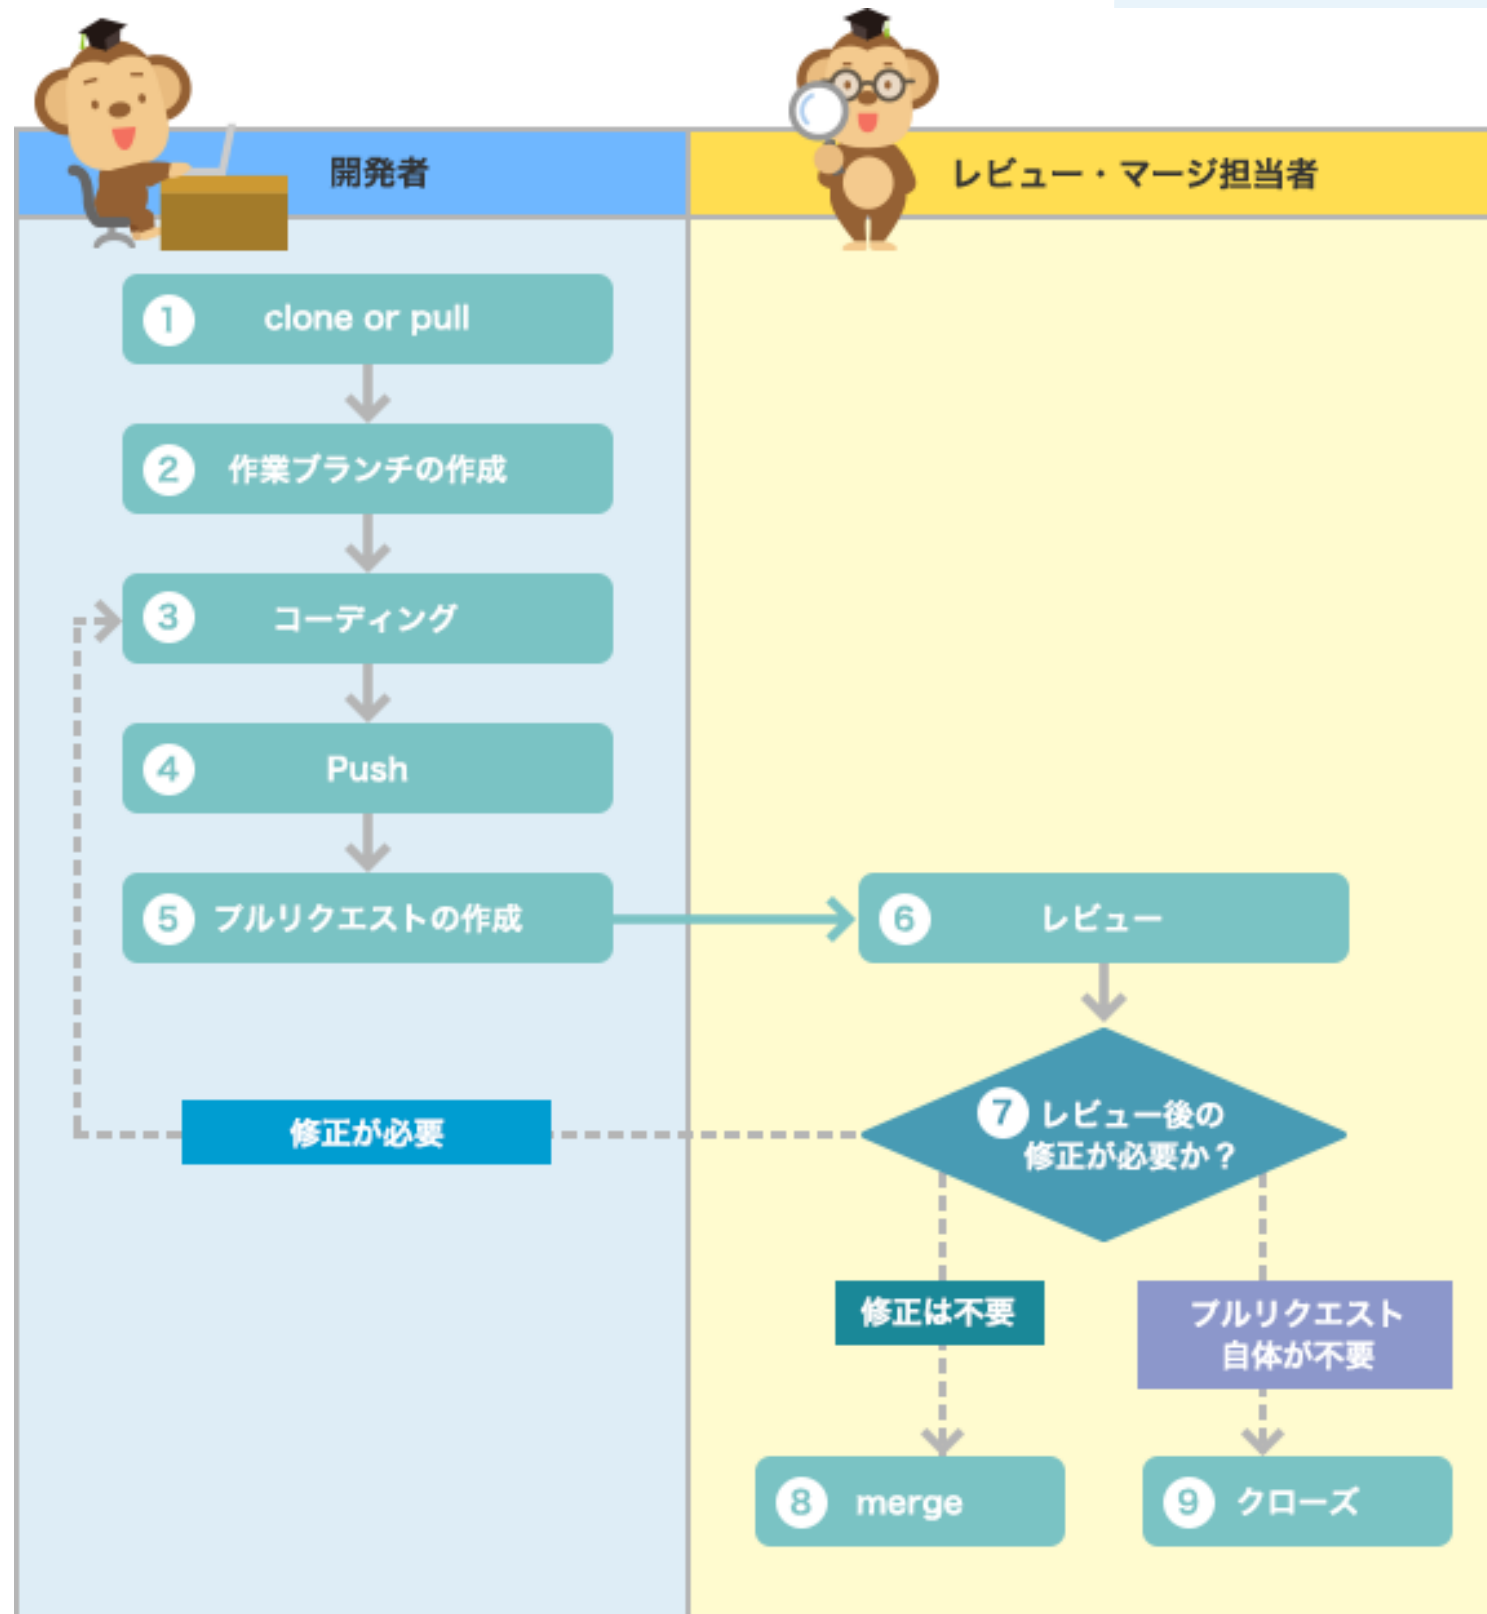 開発者
レビュー・マージ担当者
1 clone or pull
2 作業ブランチの作成
3 コーディング
4 Push
5 プルリクエストの作成
6 レビュー
7 レビュー後の
修正が必要か？
修正が必要
修正は不要
プルリクエスト
自体が不要
8 merge
9 クローズ